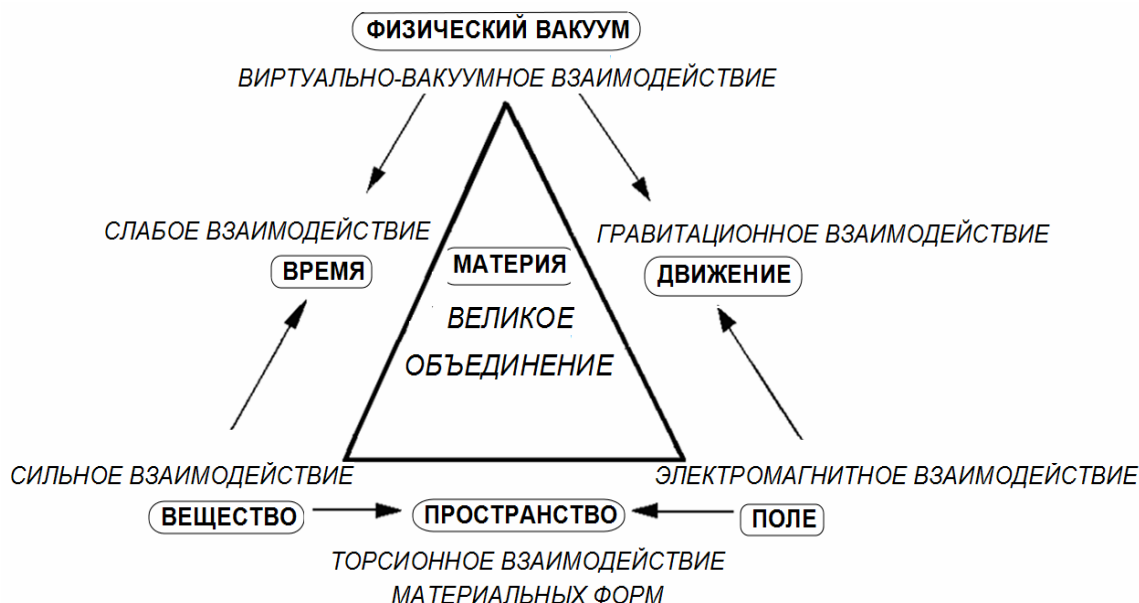 ФИЗИЧЕСКИЙ ВАКУУМ
ВИРТУАЛЬНО-ВАКУУМНОЕ ВЗАИМОДЕЙСТВИЕ
СЛАБОЕ ВЗАИМОДЕЙСТВИЕ
ГРАВИТАЦИОННОЕ ВЗАИМОДЕЙСТВИЕ
ВРЕМЯ
МАТЕРИЯ
ДВИЖЕНИЕ
ВЕЛИКОЕ
ОБЪЕДИНЕНИЕ
СИЛЬНОЕ ВЗАИМОДЕЙСТВИЕ
ЭЛЕКТРОМАГНИТНОЕ ВЗАИМОДЕЙСТВИЕ
ВЕЩЕСТВО
ПРОСТРАНСТВО
ПОЛЕ
ТОРСИОННОЕ ВЗАИМОДЕЙСТВИЕ
МАТЕРИАЛЬНЫХ ФОРМ